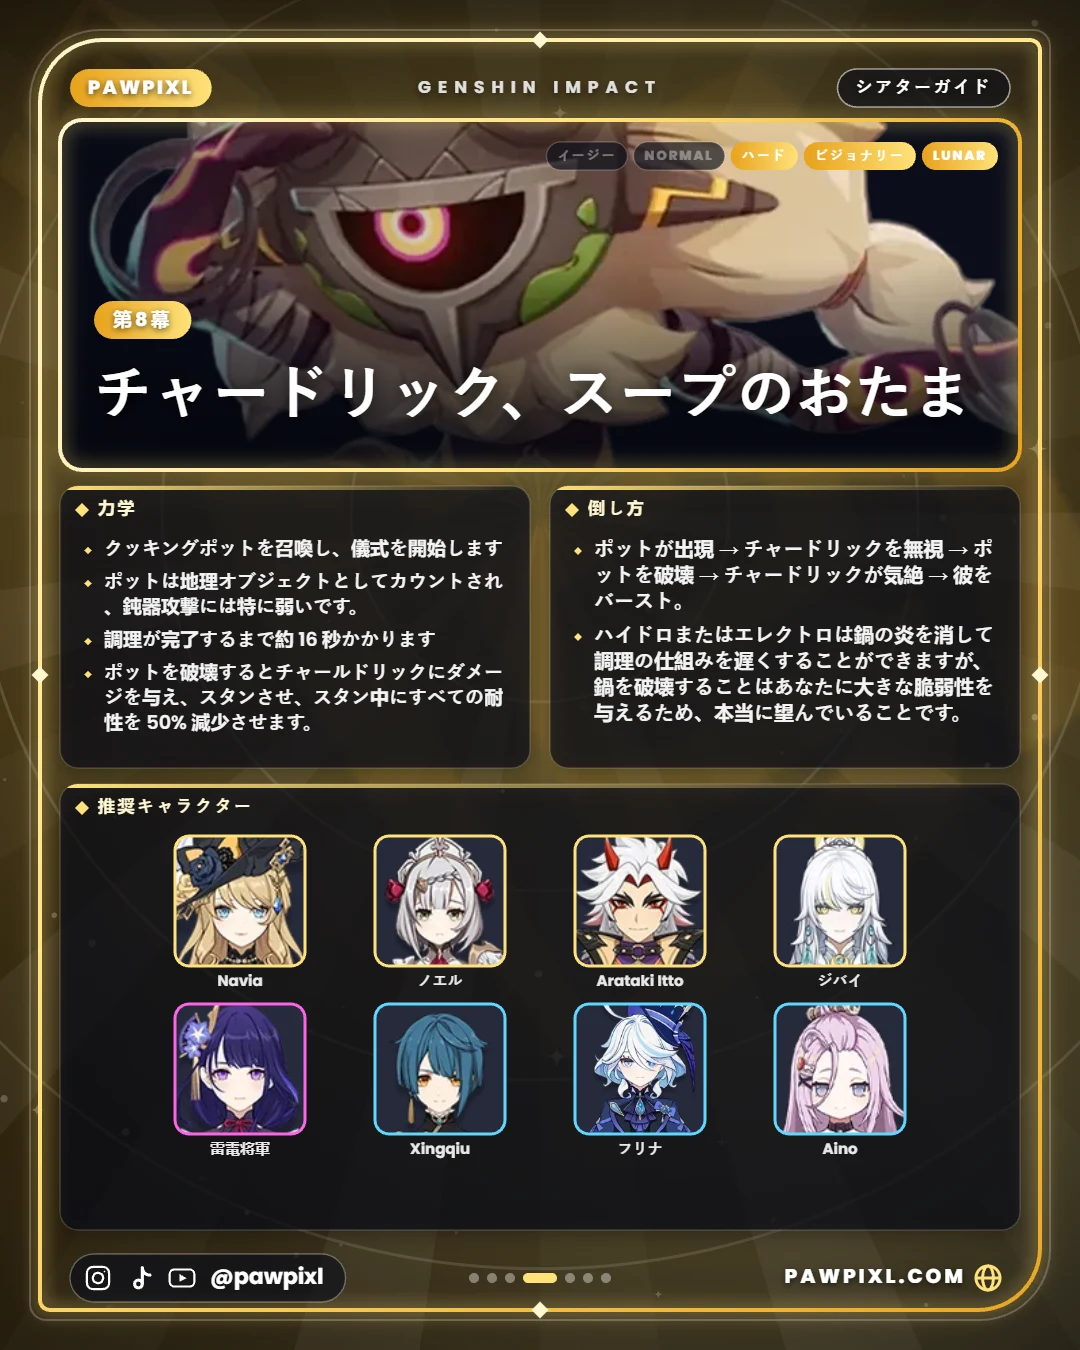 PAWPIXL
GENSHIN IMPACT
シアターガイド
イージー
NORMAL
ハード
ビジョナリー
LUNAR
第8幕
チャードリック、スープのおたま
力学
クッキングポットを召喚し、儀式を開始します
ポットは地理オブジェクトとしてカウントされ
、鈍器攻撃には特に弱いです。
調理が完了するまで約 16 秒かかります
ポットを破壊するとチャールドリックにダメー
ジを与え、スタンさせ、スタン中にすべての耐
性を 50% 減少させます。
倒し方
ポットが出現 → チャードリックを無視 → ポ
ットを破壊 → チャードリックが気絶 → 彼を
バースト。
ハイドロまたはエレクトロは鍋の炎を消して
調理の仕組みを遅くすることができますが、
鍋を破壊することはあなたに大きな脆弱性を
与えるため、本当に望んでいることです。
推奨キャラクター
Navia
ノエル
Arataki Itto
ジバイ
雷電将軍
Xingqiu
フリナ
Aino
@pawpixl
PAWPIXL.COM